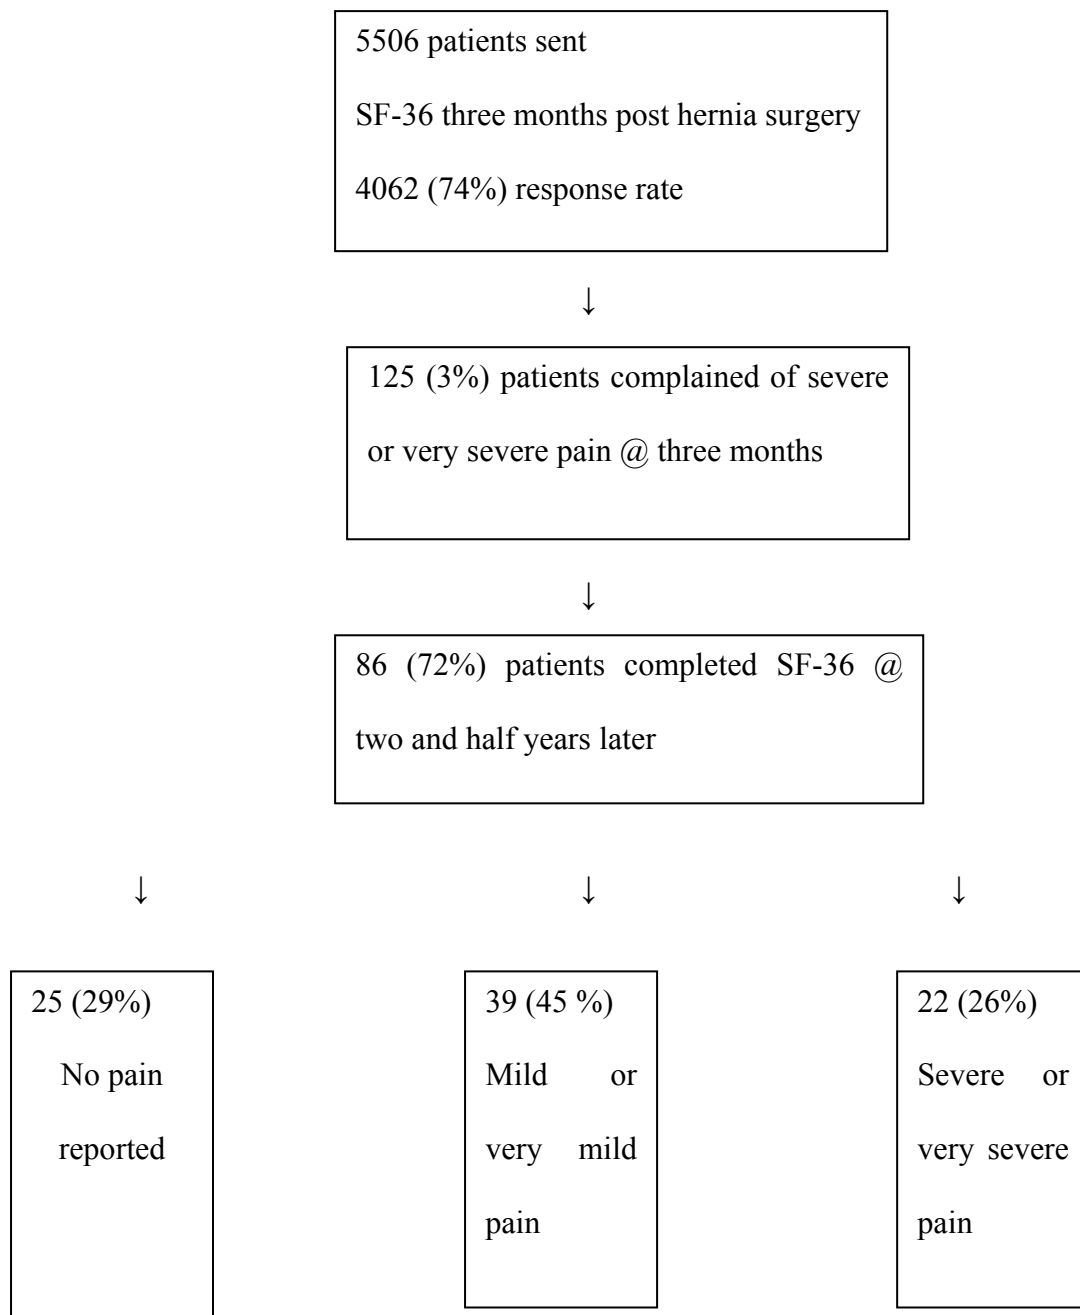 5506 patients sent
SF-36 three months post hernia surgery
4062 (74%) response rate
↓
125 (3%) patients complained of severe
or very severe pain @ three months
↓
86 (72%) patients completed SF-36 @
two and half years later
↓ ↓ ↓
25 (29%)
No pain
reported
39 (45 %)
Mild or
very mild
pain
22 (26%)
Severe or
very severe
pain